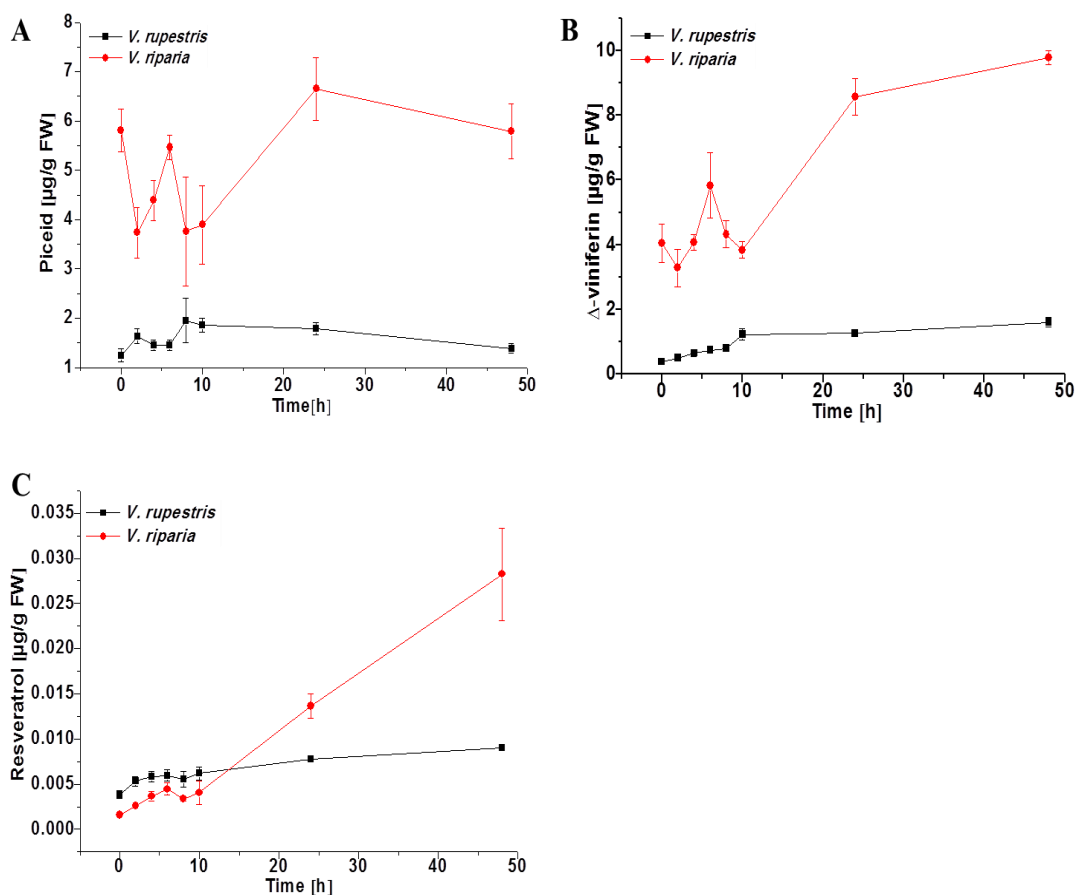 A
V. rupestris
V. riparia
Piceid [µg/g FW]
8
7
6
5
4
3
2
1
0 10 20 30 40 50
Time[h]
B
V. rupestris
V. riparia
Δ-viniferin [µg/g FW]
10
8
6
4
2
0
0 10 20 30 40 50
Time [h]
C
V. rupestris
V. riparia
Resveratrol [µg/g FW]
0.035
0.030
0.025
0.020
0.015
0.010
0.005
0.000
0 10 20 30 40 50
Time [h]